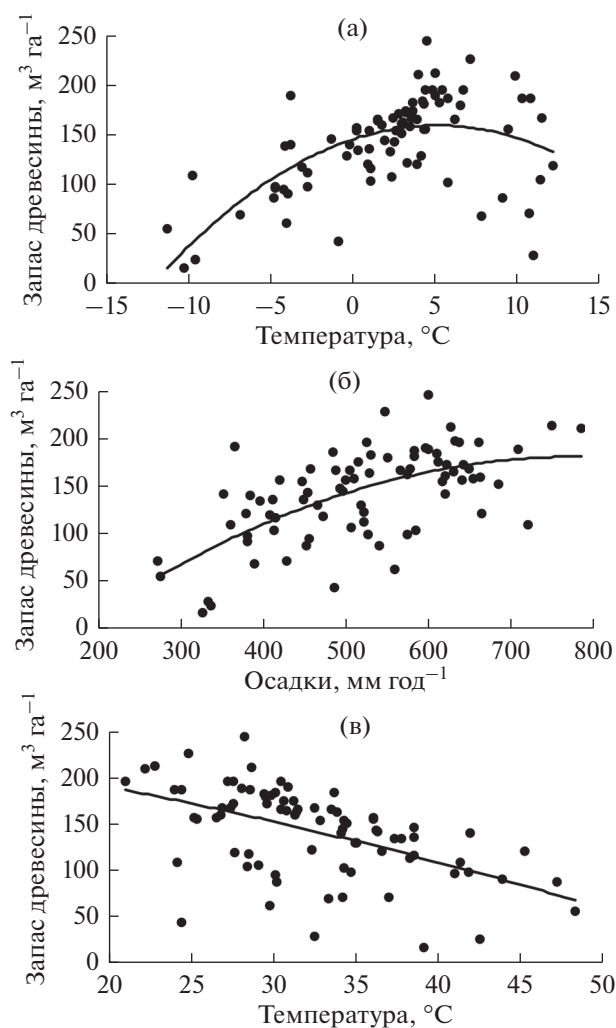 (а)
Запас древесины, м³ га⁻¹
250
200
150
100
50
0
−15 −10 −5 0 5 10 15
Температура, °C
(б)
Запас древесины, м³ га⁻¹
250
200
150
100
50
0
200 300 400 500 600 700 800
Осадки, мм год⁻¹
(в)
Запас древесины, м³ га⁻¹
250
200
150
100
50
0
20 25 30 35 40 45 50
Температура, °C